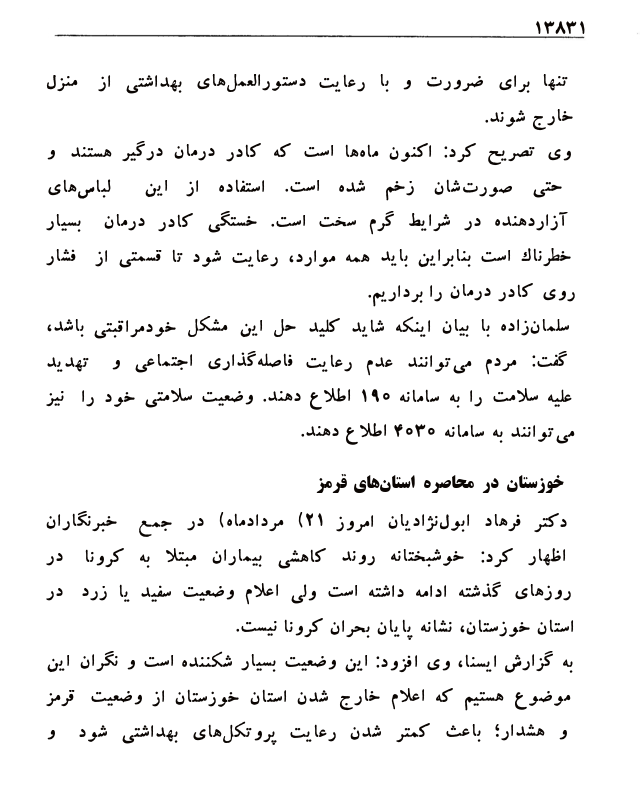 ۱۳۸۳۱
تنها برای ضرورت و با رعایت دستورالعمل‌های بهداشتی از منزل
خارج شوند.
وی تصریح کرد: اکنون ماه‌ها است که کادر درمان درگیر هستند و
حتی صورت‌شان زخم شده است. استفاده از این لباس‌های
آزاردهنده در شرایط گرم سخت است. خستگی کادر درمان بسیار
خطرناك است بنابراین باید همه موارد، رعایت شود تا قسمتی از فشار
روی کادر درمان را برداریم.
سلمان‌زاده با بیان اینکه شاید کلید حل این مشکل خودمراقبتی باشد،
گفت: مردم می‌توانند عدم رعایت فاصله‌گذاری اجتماعی و تهدید
علیه سلامت را به سامانه ۱۹۰ اطلاع دهند. وضعیت سلامتی خود را نیز
می‌توانند به سامانه ۴۰۳۰ اطلاع دهند.
خوزستان در محاصره استان‌های قرمز
دکتر فرهاد ابول‌نژادیان امروز ۲۱) مردادماه) در جمع خبرنگاران
اظهار کرد: خوشبختانه روند کاهشی بیماران مبتلا به کرونا در
روزهای گذشته ادامه داشته است ولی اعلام وضعیت سفید یا زرد در
استان خوزستان، نشانه پایان بحران کرونا نیست.
به گزارش ایسنا، وی افزود: این وضعیت بسیار شکننده است و نگران این
موضوع هستیم که اعلام خارج شدن استان خوزستان از وضعیت قرمز
و هشدار؛ باعث کمتر شدن رعایت پروتکل‌های بهداشتی شود و